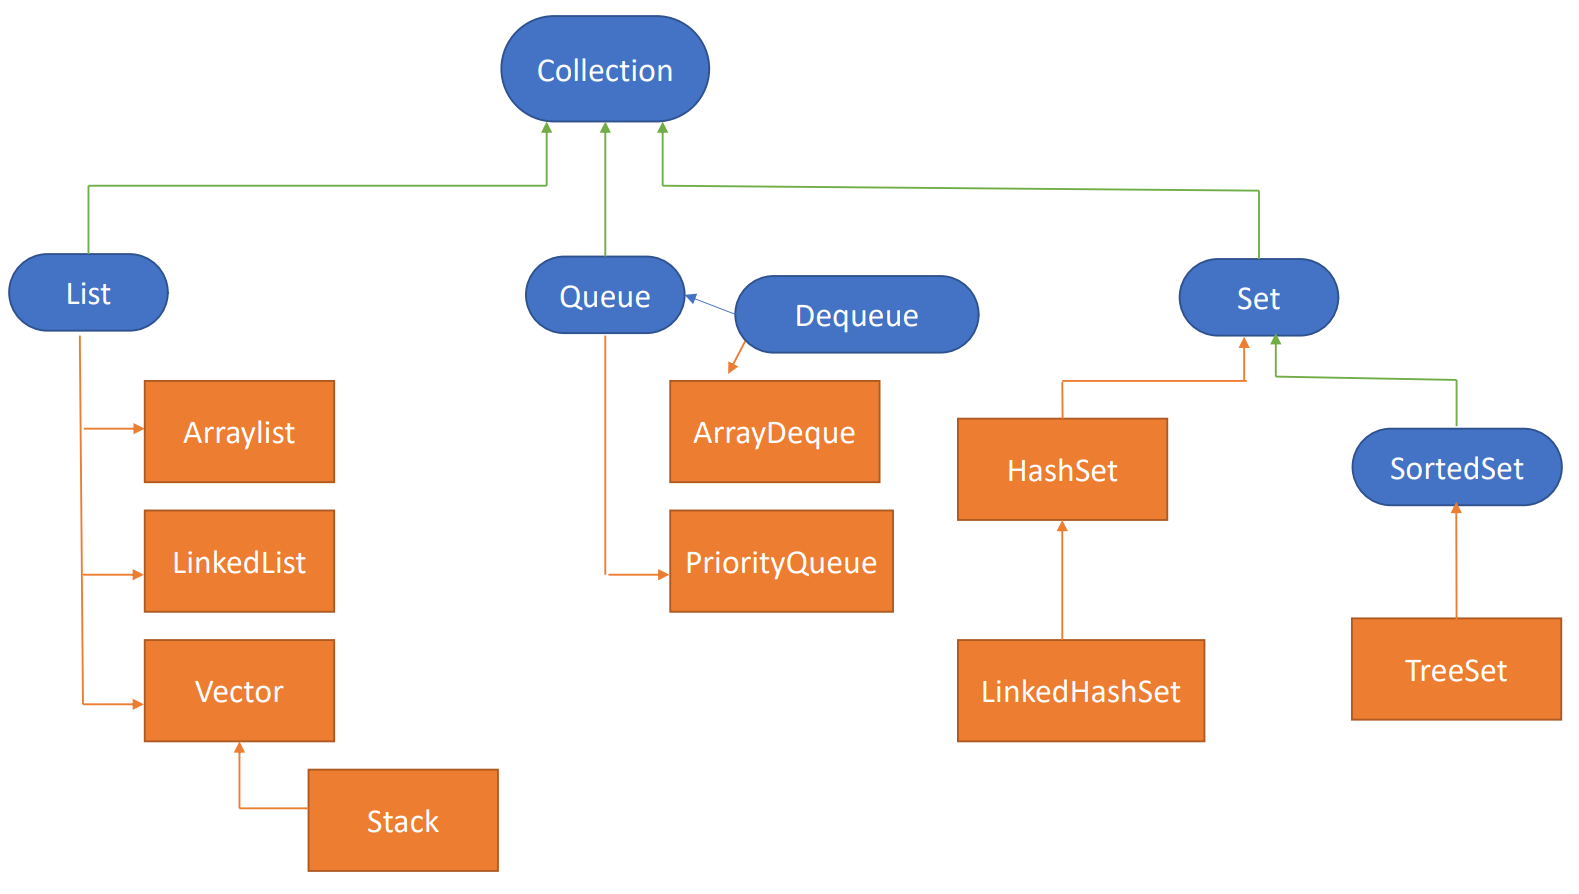 Collection
List
Queue
Dequeue
Set
Arraylist
ArrayDeque
HashSet
SortedSet
LinkedList
PriorityQueue
Vector
LinkedHashSet
TreeSet
Stack